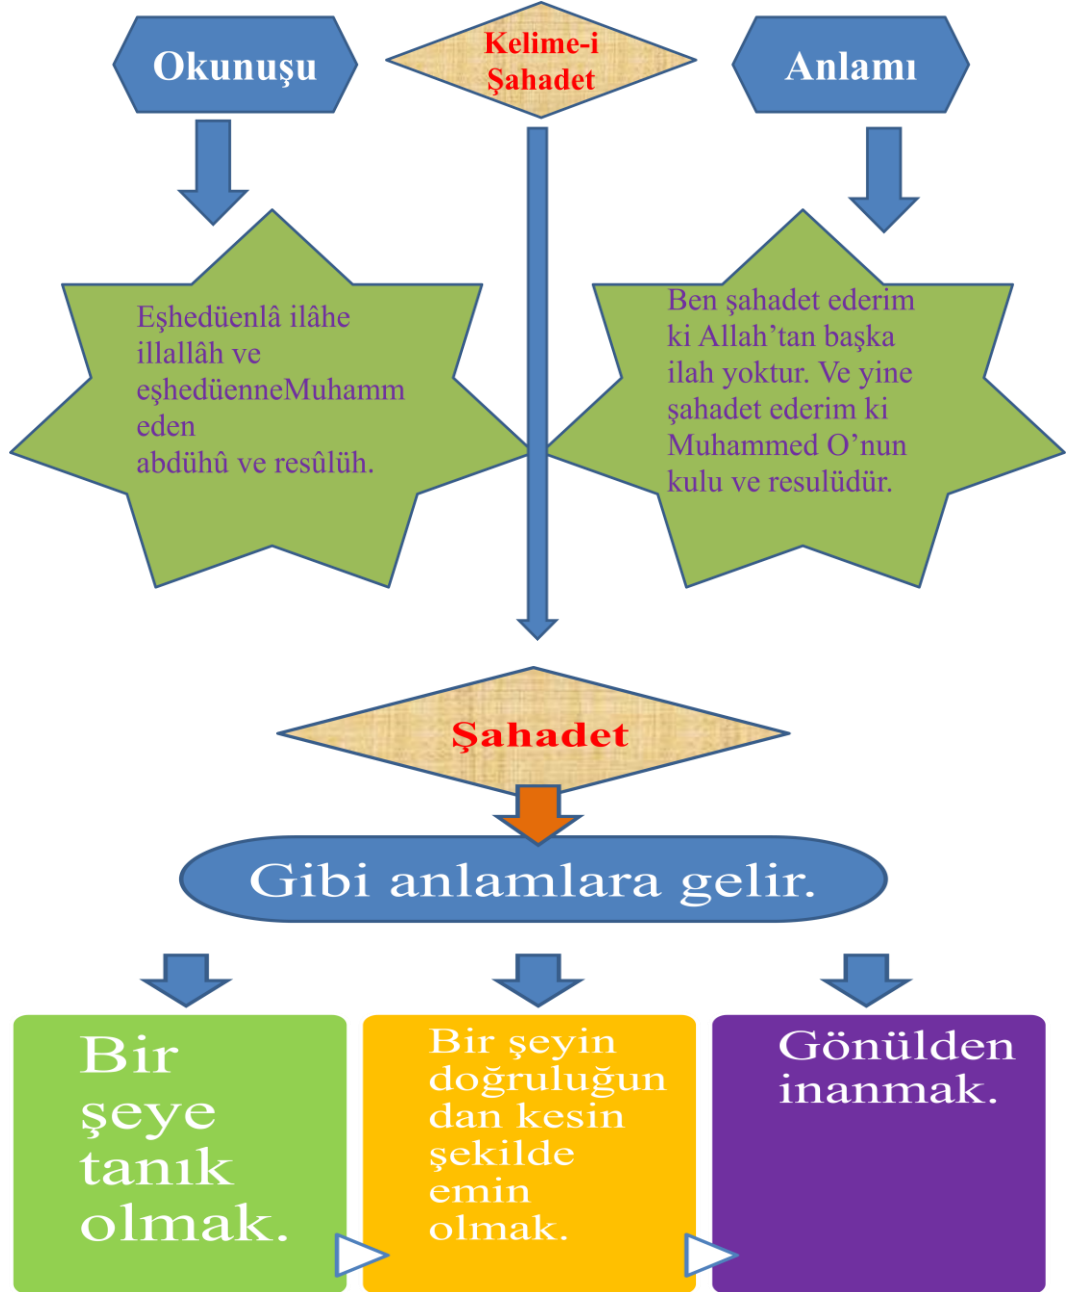 Okunuşu
Kelime-i
Şahadet
Anlamı
Eşhedüenlâ ilâhe
illallâh ve
eşhedüenneMuhamm
eden
abdühû ve resûlüh.
Ben şahadet ederim
ki Allah’tan başka
ilah yoktur. Ve yine
şahadet ederim ki
Muhammed O’nun
kulu ve resulüdür.
Şahadet
Gibi anlamlara gelir.
Bir
şeye
tanık
olmak.
Bir şeyin
doğruluğun
dan kesin
şekilde
emin
olmak.
Gönülden
inanmak.